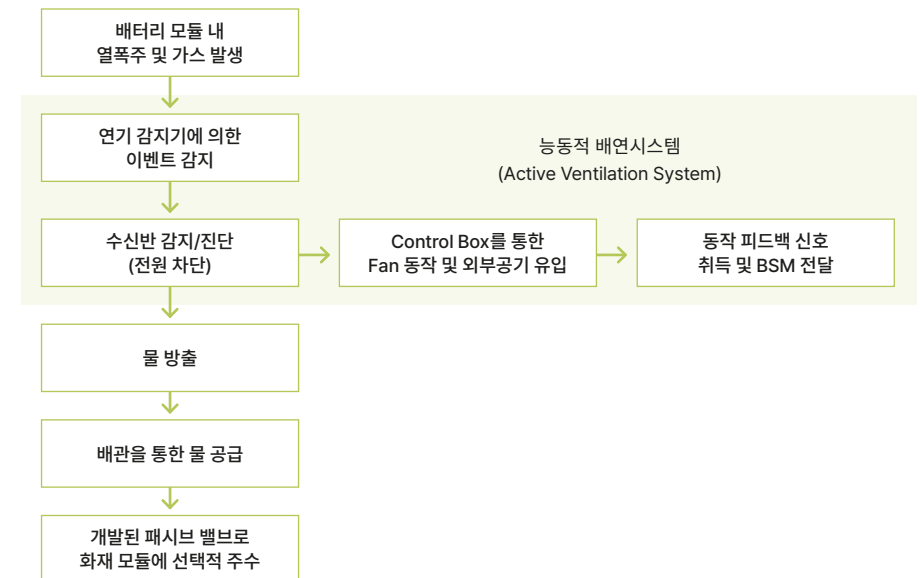 배터리 모듈 내
열폭주 및 가스 발생
연기 감지기에 의한
이벤트 감지
능동적 배연시스템
(Active Ventilation System)
수신반 감지/진단
(전원 차단)
Control Box를 통한
Fan 동작 및 외부공기 유입
동작 피드백 신호
취득 및 BSM 전달
물 방출
배관을 통한 물 공급
개발된 패시브 밸브로
화재 모듈에 선택적 주수